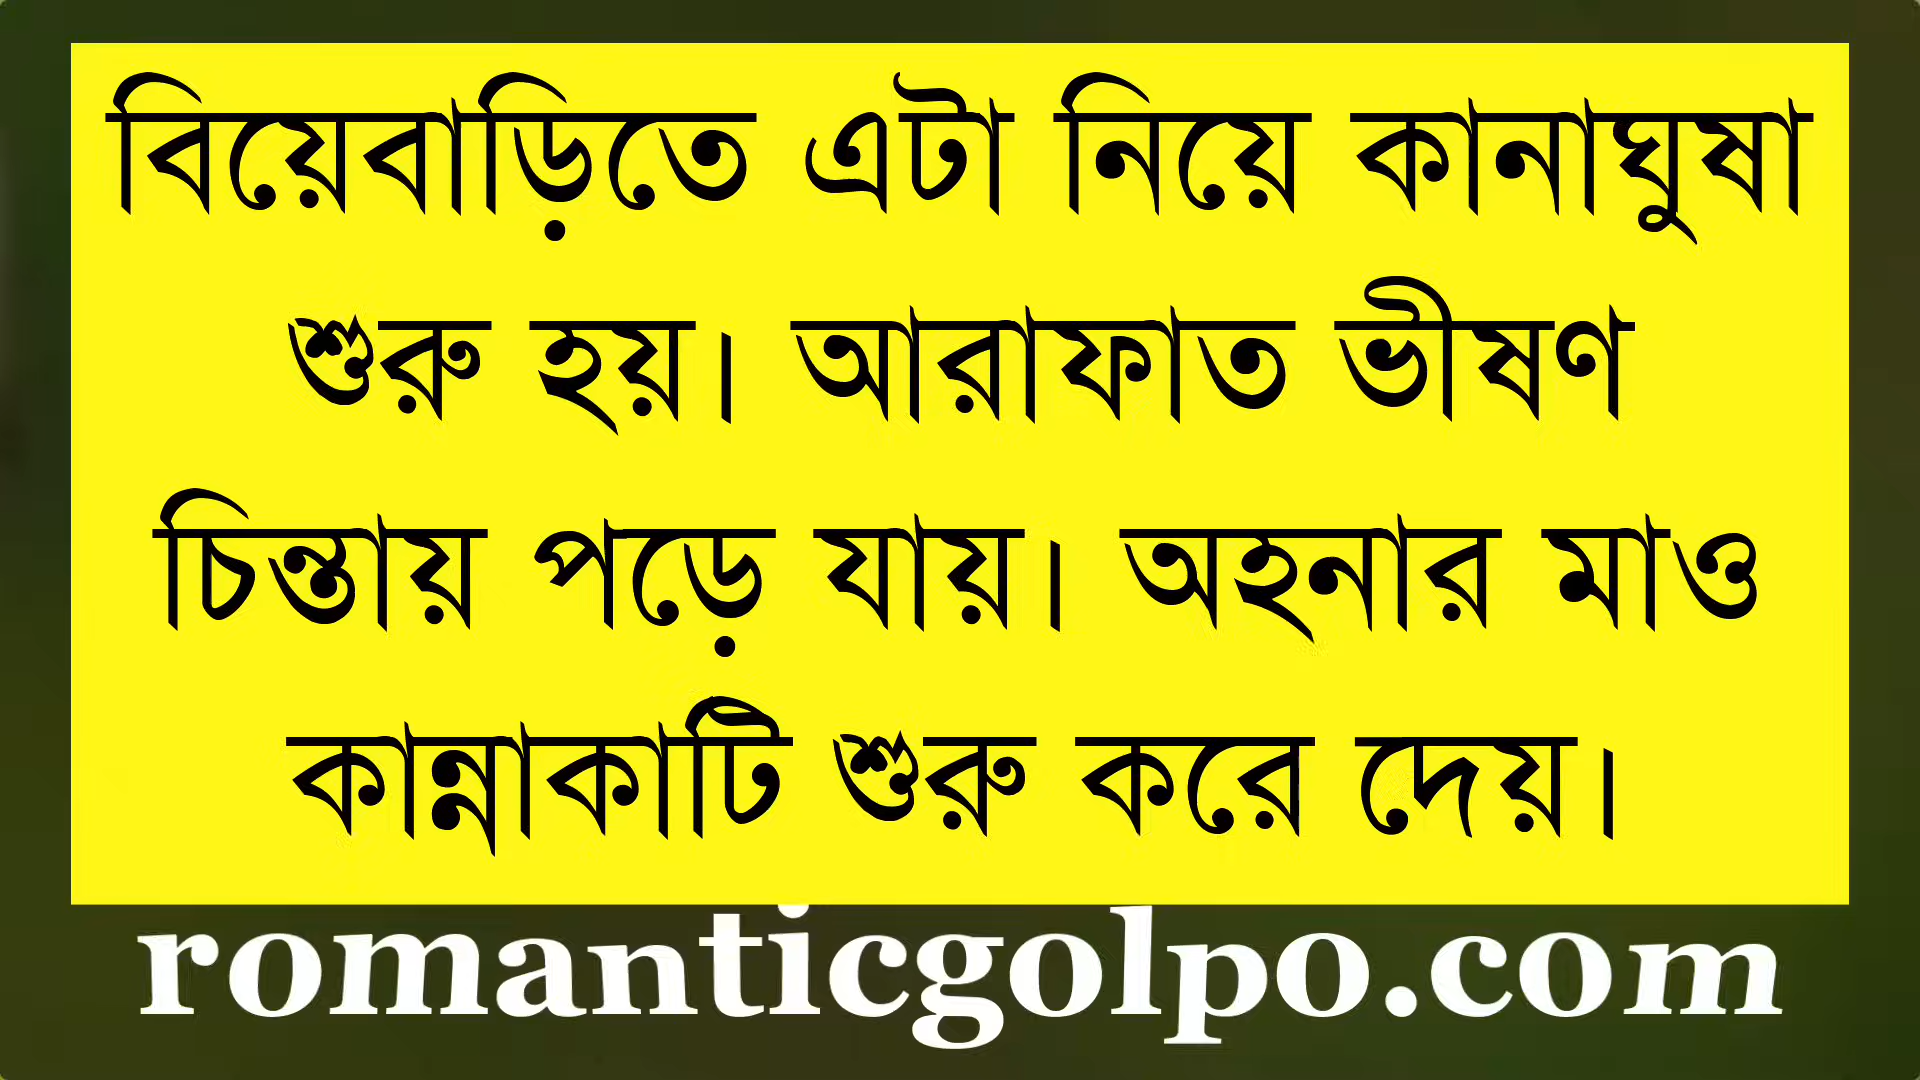 বিয়েবাড়িতে এটা নিয়ে কানাঘুষা
শুরু হয়। আরাফাত ভীষণ
চিন্তায় পড়ে যায়। অহনার মাও
কান্নাকাটি শুরু করে দেয়।
romanticgolpo.com